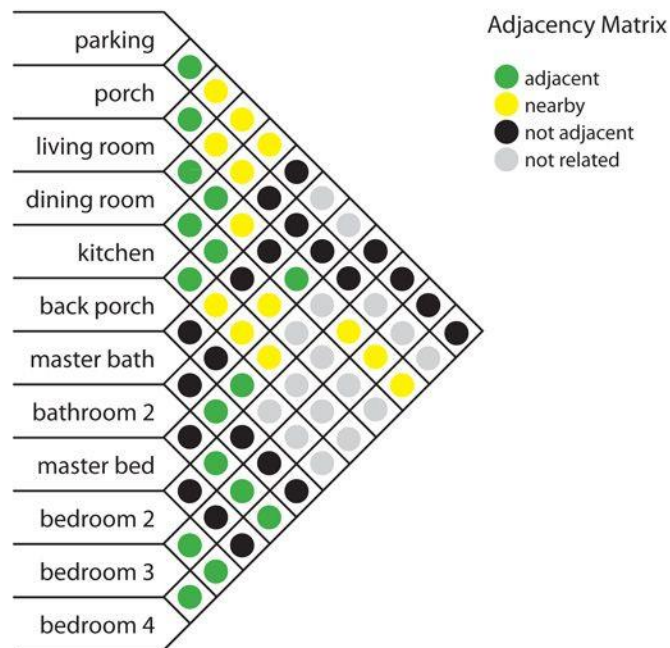 Adjacency Matrix
adjacent
nearby
not adjacent
not related
parking
porch
living room
dining room
kitchen
back porch
master bath
bathroom 2
master bed
bedroom 2
bedroom 3
bedroom 4